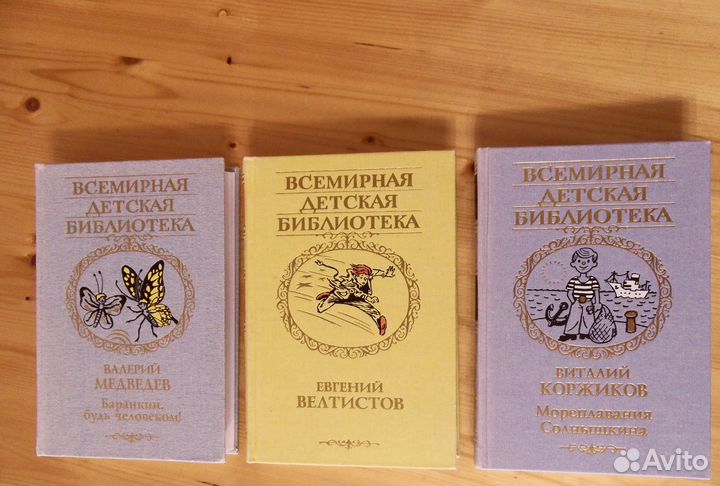 ВСЕМИРНАЯ
ДЕТСКАЯ
БИБЛИОТЕКА
ВАЛЕРИЙ
МЕДВЕДЕВ
Баранкин,
будь человеком!
ВСЕМИРНАЯ
ДЕТСКАЯ
БИБЛИОТЕКА
ЕВГЕНИЙ
ВЕЛТИСТОВ
ВСЕМИРНАЯ
ДЕТСКАЯ
БИБЛИОТЕКА
ВИТАЛИЙ
КОРЖИКОВ
Мореплавания
Солнышкина
Avito